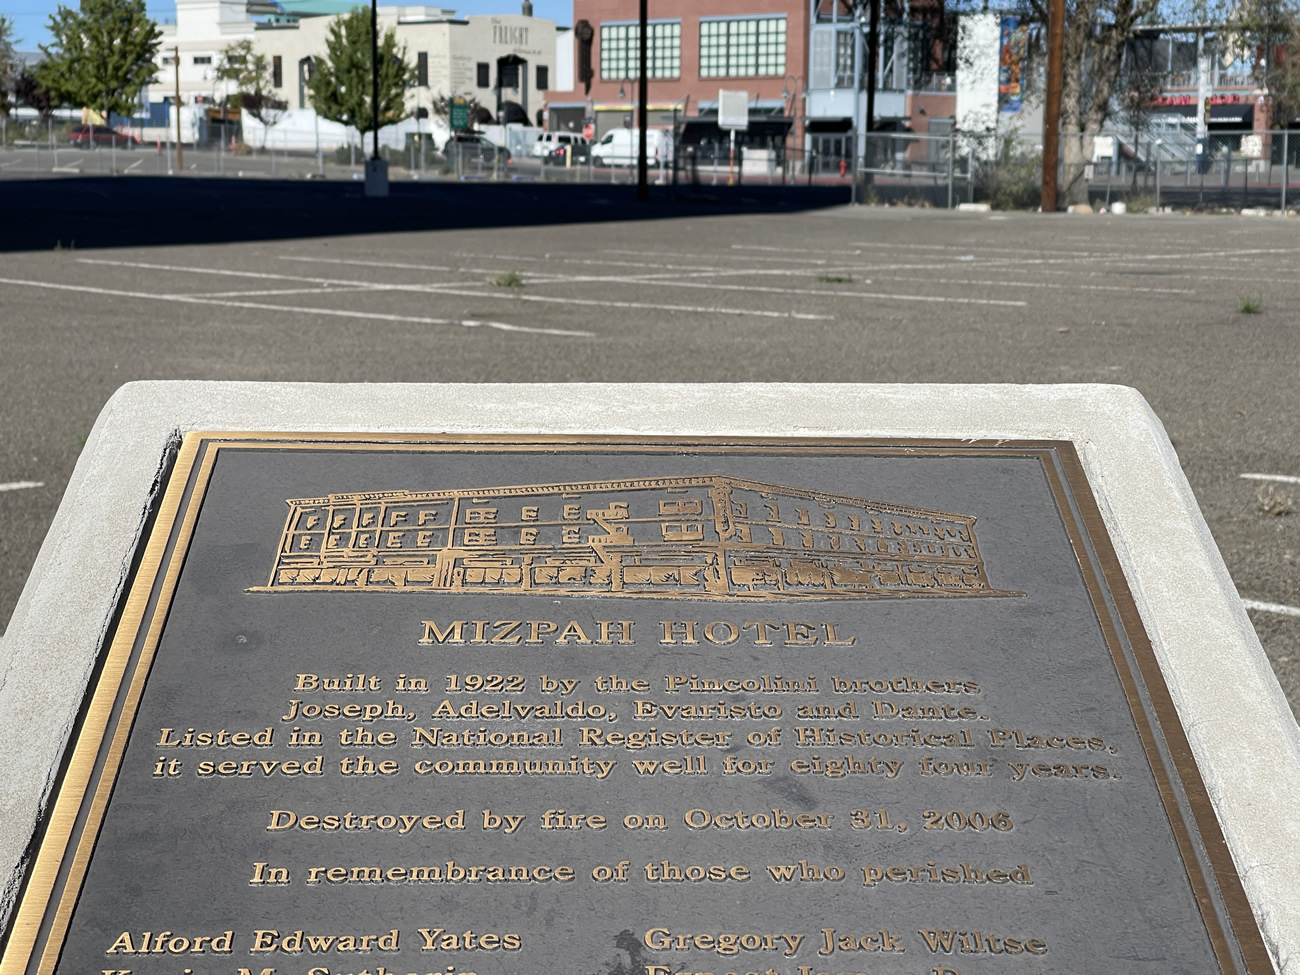 The
FREIGHT
MIZPAH HOTEL
Built in 1922 by the Pincolini brothers
Joseph, Adelvaldo, Evaristo and Dante.
Listed in the National Register of Historical Places,
it served the community well for eighty four years.
Destroyed by fire on October 31, 2006
In remembrance of those who perished
Alford Edward Yates
Gregory Jack Wiltse